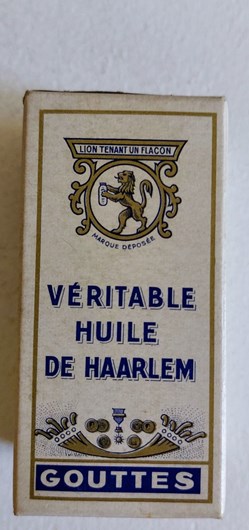 LION TENANT UN FLACON
MARQUE DÉPOSÉE
VÉRITABLE
HUILE
DE HAARLEM
GOUTTES